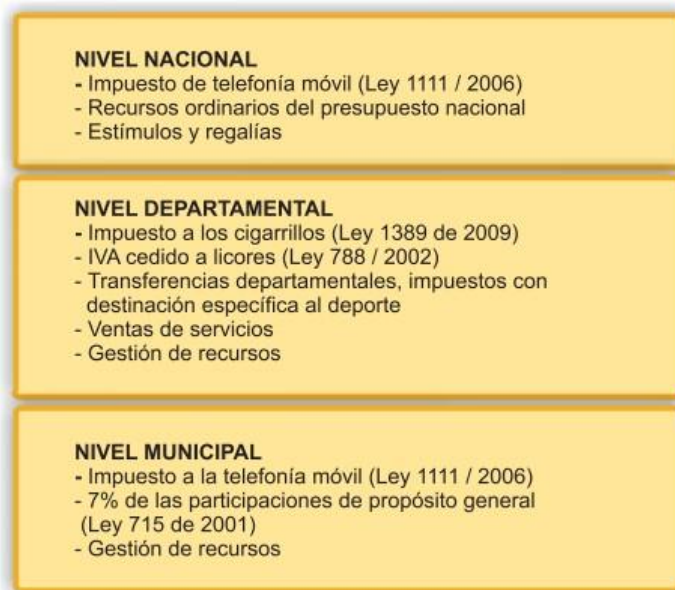 NIVEL NACIONAL
- Impuesto de telefonía móvil (Ley 1111 / 2006)
- Recursos ordinarios del presupuesto nacional
- Estímulos y regalías
NIVEL DEPARTAMENTAL
- Impuesto a los cigarrillos (Ley 1389 de 2009)
- IVA cedido a licores (Ley 788 / 2002)
- Transferencias departamentales, impuestos con
destinación específica al deporte
- Ventas de servicios
- Gestión de recursos
NIVEL MUNICIPAL
- Impuesto a la telefonía móvil (Ley 1111 / 2006)
- 7% de las participaciones de propósito general
(Ley 715 de 2001)
- Gestión de recursos